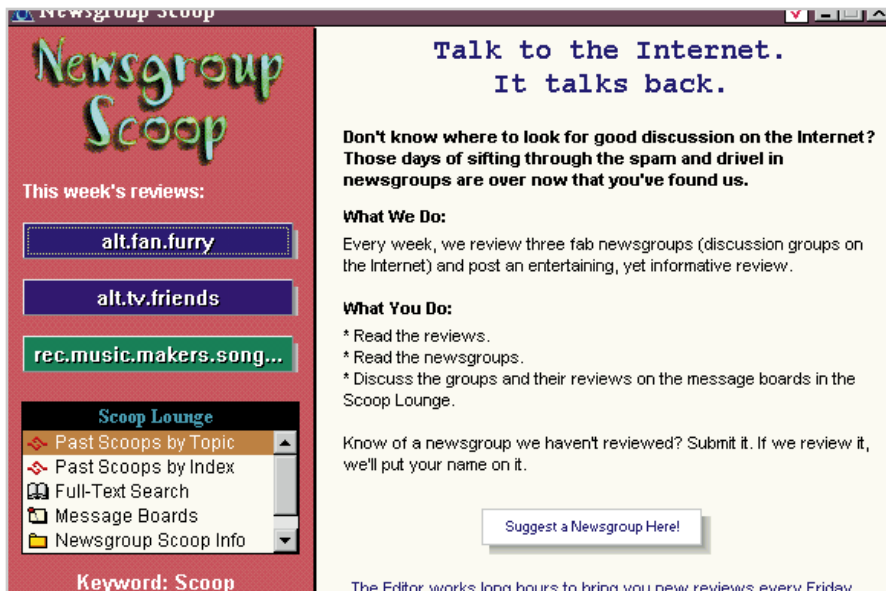 Newsgroup Scoop
Newsgroup
Scoop
This week's reviews:
alt.fan.furry
alt.tv.friends
rec.music.makers.song...
Scoop Lounge
Past Scoops by Topic
Past Scoops by Index
Full-Text Search
Message Boards
Newsgroup Scoop Info
Keyword: Scoop
Talk to the Internet.
It talks back.
Don't know where to look for good discussion on the Internet?
Those days of sifting through the spam and drivel in
newsgroups are over now that you've found us.
What We Do:
Every week, we review three fab newsgroups (discussion groups on
the Internet) and post an entertaining, yet informative review.
What You Do:
* Read the reviews.
* Read the newsgroups.
* Discuss the groups and their reviews on the message boards in the
Scoop Lounge.
Know of a newsgroup we haven't reviewed? Submit it. If we review it,
we'll put your name on it.
Suggest a Newsgroup Here!
The Editor works long hours to bring you new reviews every Friday